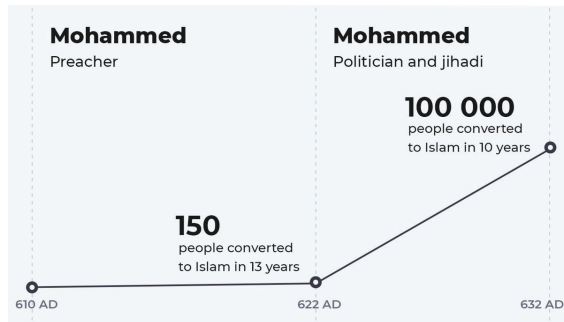 Mohammed
Preacher
Mohammed
Politician and jihadi
100 000
people converted
to Islam in 10 years
150
people converted
to Islam in 13 years
610 AD
622 AD
632 AD